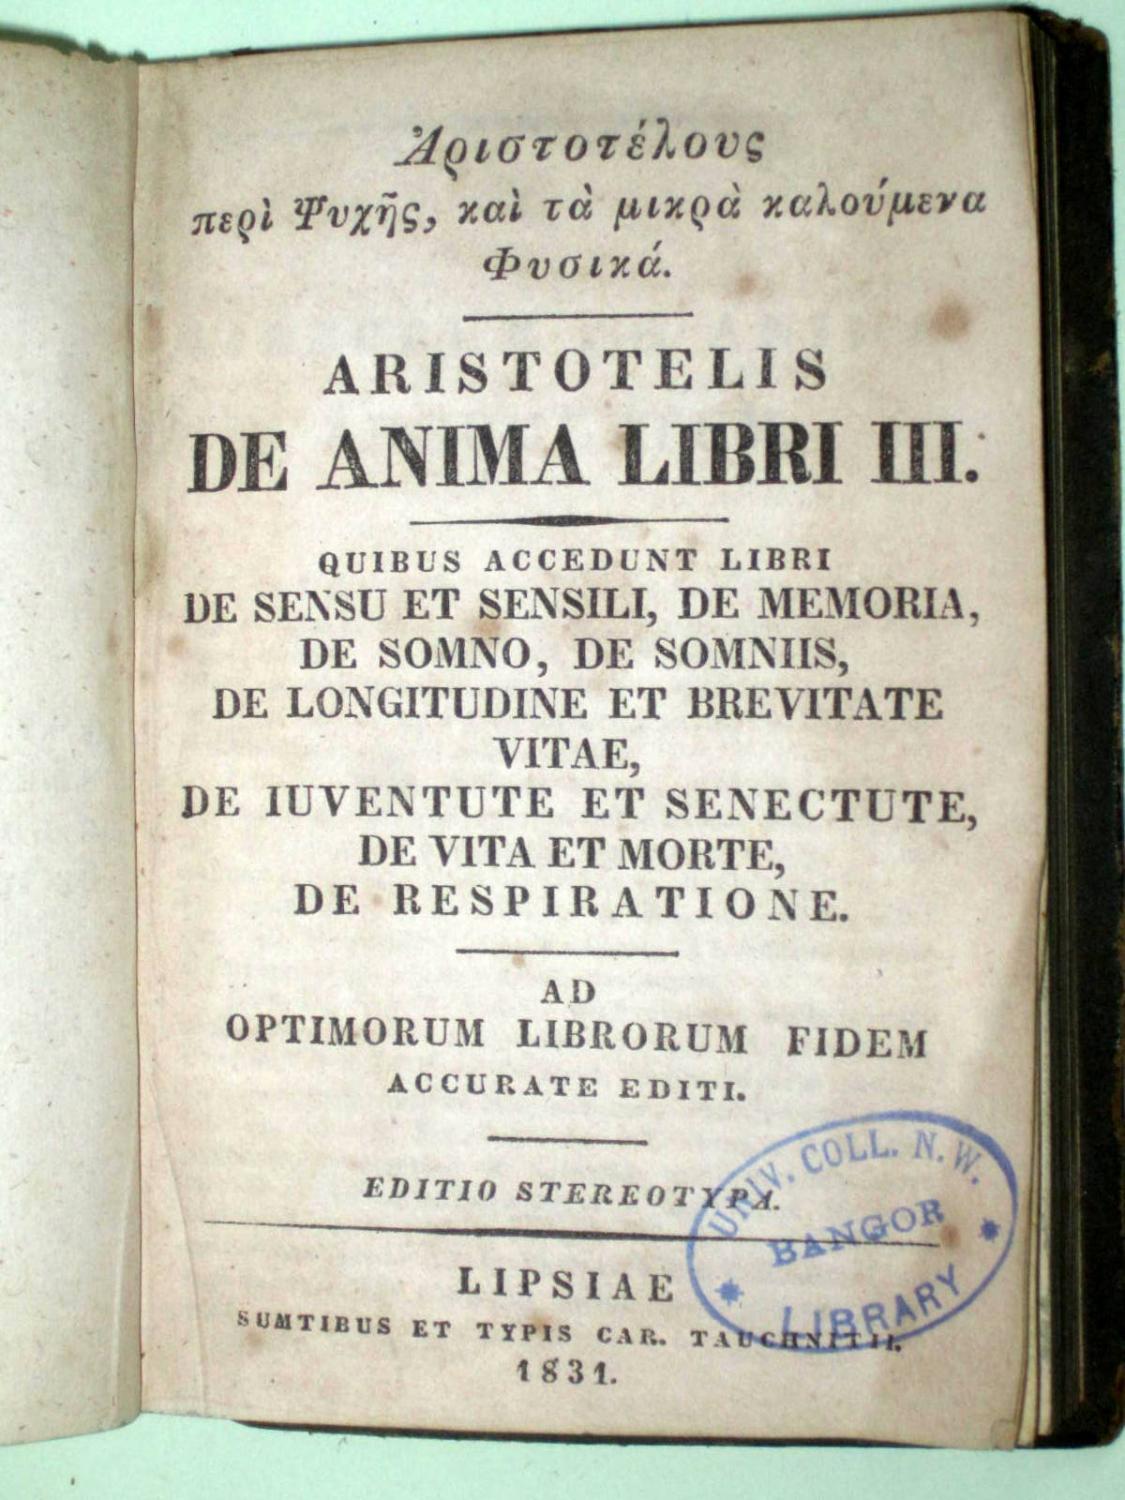 Ἀριστοτέλους
περὶ Ψυχῆς, καὶ τὰ μικρὰ καλούμενα
Φυσικά.
ARISTOTELIS
DE ANIMA LIBRI III.
QUIBUS ACCEDUNT LIBRI
DE SENSU ET SENSILI, DE MEMORIA,
DE SOMNO, DE SOMNIIS,
DE LONGITUDINE ET BREVITATE
VITAE,
DE IUVENTUTE ET SENECTUTE,
DE VITA ET MORTE,
DE RESPIRATIONE.
AD
OPTIMORUM LIBRORUM FIDEM
ACCURATE EDITI.
EDITIO STEREOTYPA.
LIPSIAE
SUMTIBUS ET TYPIS CAR. TAUCHNITII.
1831.
UNIV. COLL. N. W.
BANGOR
LIBRARY